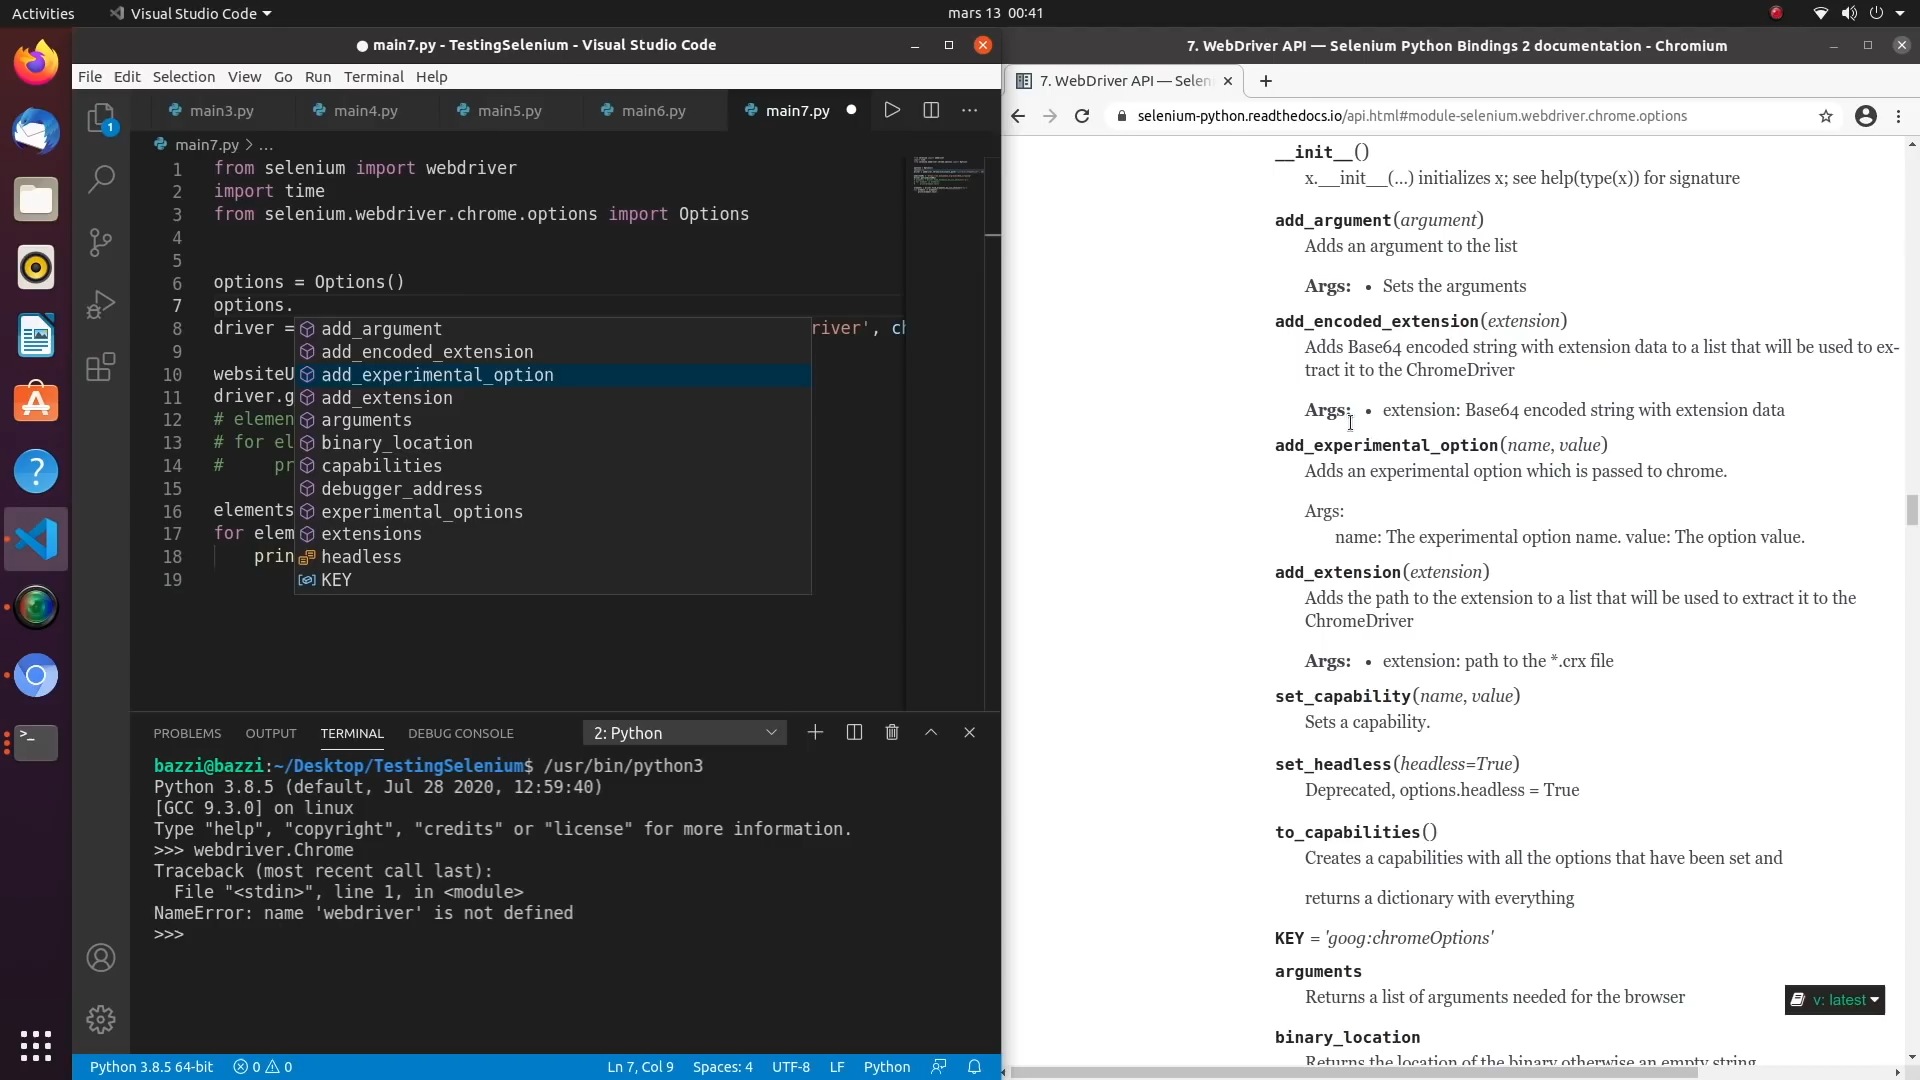 Activities
Visual Studio Code
mars 13 00:41
main7.py - TestingSelenium - Visual Studio Code
File Edit Selection View Go Run Terminal Help
main3.py main4.py main5.py main6.py main7.py
main7.py > ...
1 from selenium import webdriver
2 import time
3 from selenium.webdriver.chrome.options import Options
4
5
6 options = Options()
7 options.
8 driver = river', ch
9
10 websiteU
11 driver.g
12 # elemen
13 # for el
14 # pr
15
16 elements
17 for elem
18 prin
19
add_argument
add_encoded_extension
add_experimental_option
add_extension
arguments
binary_location
capabilities
debugger_address
experimental_options
extensions
headless
KEY
1
PROBLEMS OUTPUT TERMINAL DEBUG CONSOLE 2: Python
bazzi@bazzi:~/Desktop/TestingSelenium$ /usr/bin/python3
Python 3.8.5 (default, Jul 28 2020, 12:59:40)
[GCC 9.3.0] on linux
Type "help", "copyright", "credits" or "license" for more information.
>>> webdriver.Chrome
Traceback (most recent call last):
File "<stdin>", line 1, in <module>
NameError: name 'webdriver' is not defined
>>>
Python 3.8.5 64-bit 0 0 Ln 7, Col 9 Spaces: 4 UTF-8 LF Python
7. WebDriver API — Selenium Python Bindings 2 documentation - Chromium
7. WebDriver API — Selen
selenium-python.readthedocs.io/api.html#module-selenium.webdriver.chrome.options
__init__()
x.__init__(...) initializes x; see help(type(x)) for signature
add_argument(argument)
Adds an argument to the list
Args: • Sets the arguments
add_encoded_extension(extension)
Adds Base64 encoded string with extension data to a list that will be used to ex-
tract it to the ChromeDriver
Args: • extension: Base64 encoded string with extension data
add_experimental_option(name, value)
Adds an experimental option which is passed to chrome.
Args:
name: The experimental option name. value: The option value.
add_extension(extension)
Adds the path to the extension to a list that will be used to extract it to the
ChromeDriver
Args: • extension: path to the *.crx file
set_capability(name, value)
Sets a capability.
set_headless(headless=True)
Deprecated, options.headless = True
to_capabilities()
Creates a capabilities with all the options that have been set and
returns a dictionary with everything
KEY = 'goog:chromeOptions'
arguments
Returns a list of arguments needed for the browser
v: latest
binary_location
Returns the location of the binary otherwise an empty string